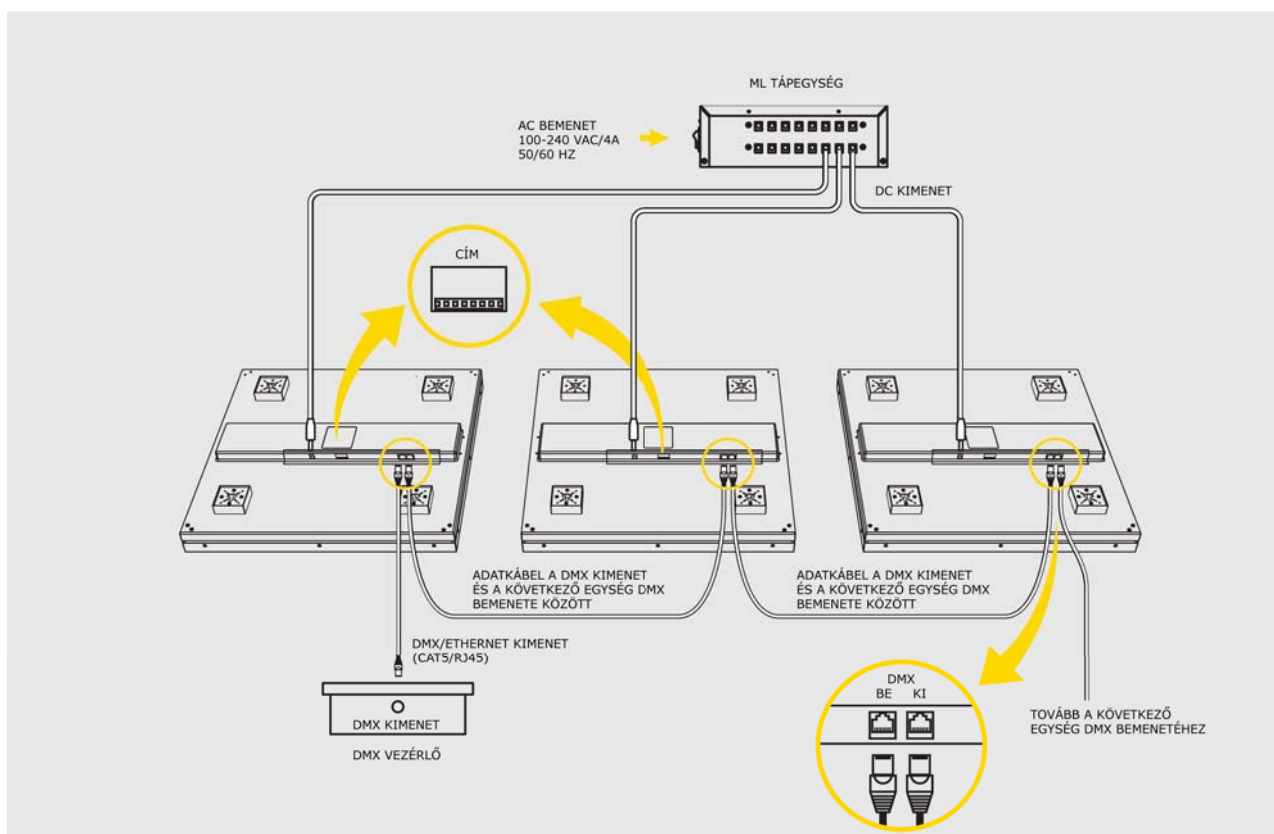 ML TÁPEGYSÉG
AC BEMENET
100-240 VAC/4A
50/60 HZ
DC KIMENET
CÍM
ADATKÁBEL A DMX KIMENET
ÉS A KÖVETKEZŐ EGYSÉG DMX
BEMENETE KÖZÖTT
ADATKÁBEL A DMX KIMENET
ÉS A KÖVETKEZŐ EGYSÉG DMX
BEMENETE KÖZÖTT
DMX/ETHERNET KIMENET
(CAT5/RJ45)
DMX KIMENET
DMX VEZÉRLŐ
DMX
BE KI
TOVÁBB A KÖVETKEZŐ
EGYSÉG DMX BEMENETÉHEZ